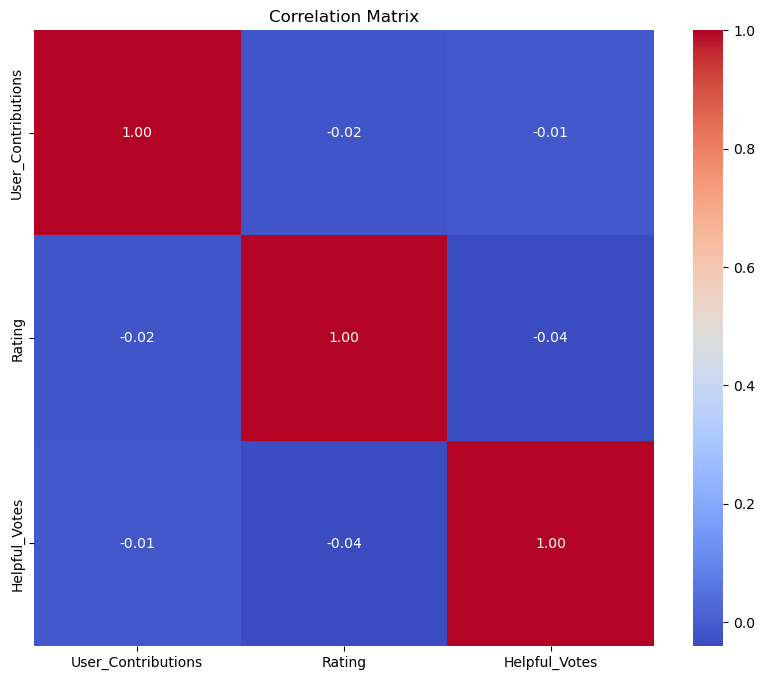 Correlation Matrix
User_Contributions
1.00
-0.02
-0.01
Rating
-0.02
1.00
-0.04
Helpful_Votes
-0.01
-0.04
1.00
User_Contributions
Rating
Helpful_Votes
1.0
0.8
0.6
0.4
0.2
0.0